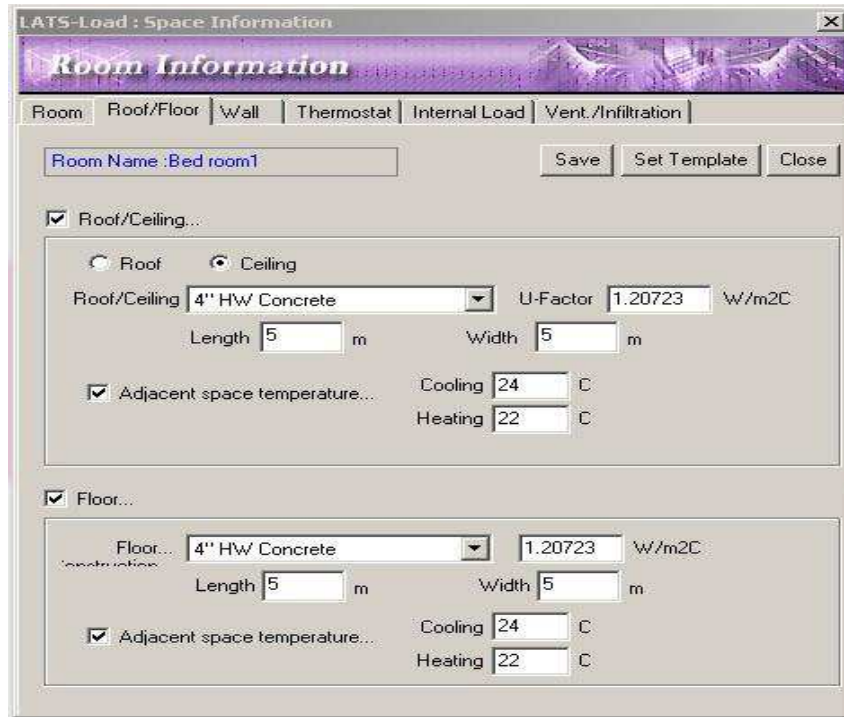 LATS-Load : Space Information
Room Information
Room Roof/Floor Wall Thermostat Internal Load Vent./Infiltration
Room Name :Bed room1 Save Set Template Close
Roof/Ceiling...
Roof Ceiling
Roof/Ceiling 4" HW Concrete U-Factor 1.20723 W/m2C
Length 5 m Width 5 m
Adjacent space temperature... Cooling 24 C
Heating 22 C
Floor...
Floor... 4" HW Concrete 1.20723 W/m2C
Length 5 m Width 5 m
Adjacent space temperature... Cooling 24 C
Heating 22 C